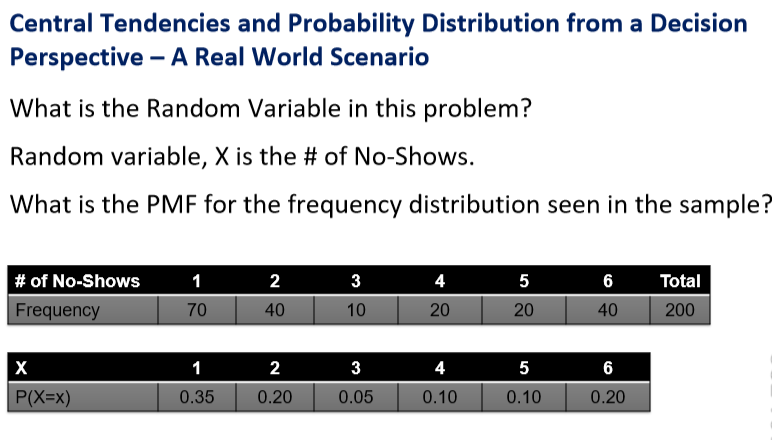 Central Tendencies and Probability Distribution from a Decision
Perspective – A Real World Scenario
What is the Random Variable in this problem?
Random variable, X is the # of No-Shows.
What is the PMF for the frequency distribution seen in the sample?
# of No-Shows 1 2 3 4 5 6 Total
Frequency 70 40 10 20 20 40 200
X 1 2 3 4 5 6
P(X=x) 0.35 0.20 0.05 0.10 0.10 0.20